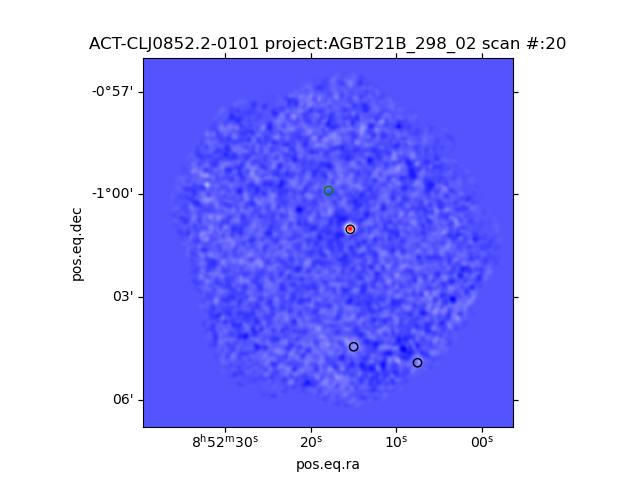 ACT-CLJ0852.2-0101 project:AGBT21B_298_02 scan #:20
-0°57'
-1°00'
03'
06'
pos.eq.dec
8ʰ52ᵐ30ˢ 20ˢ 10ˢ 00ˢ
pos.eq.ra